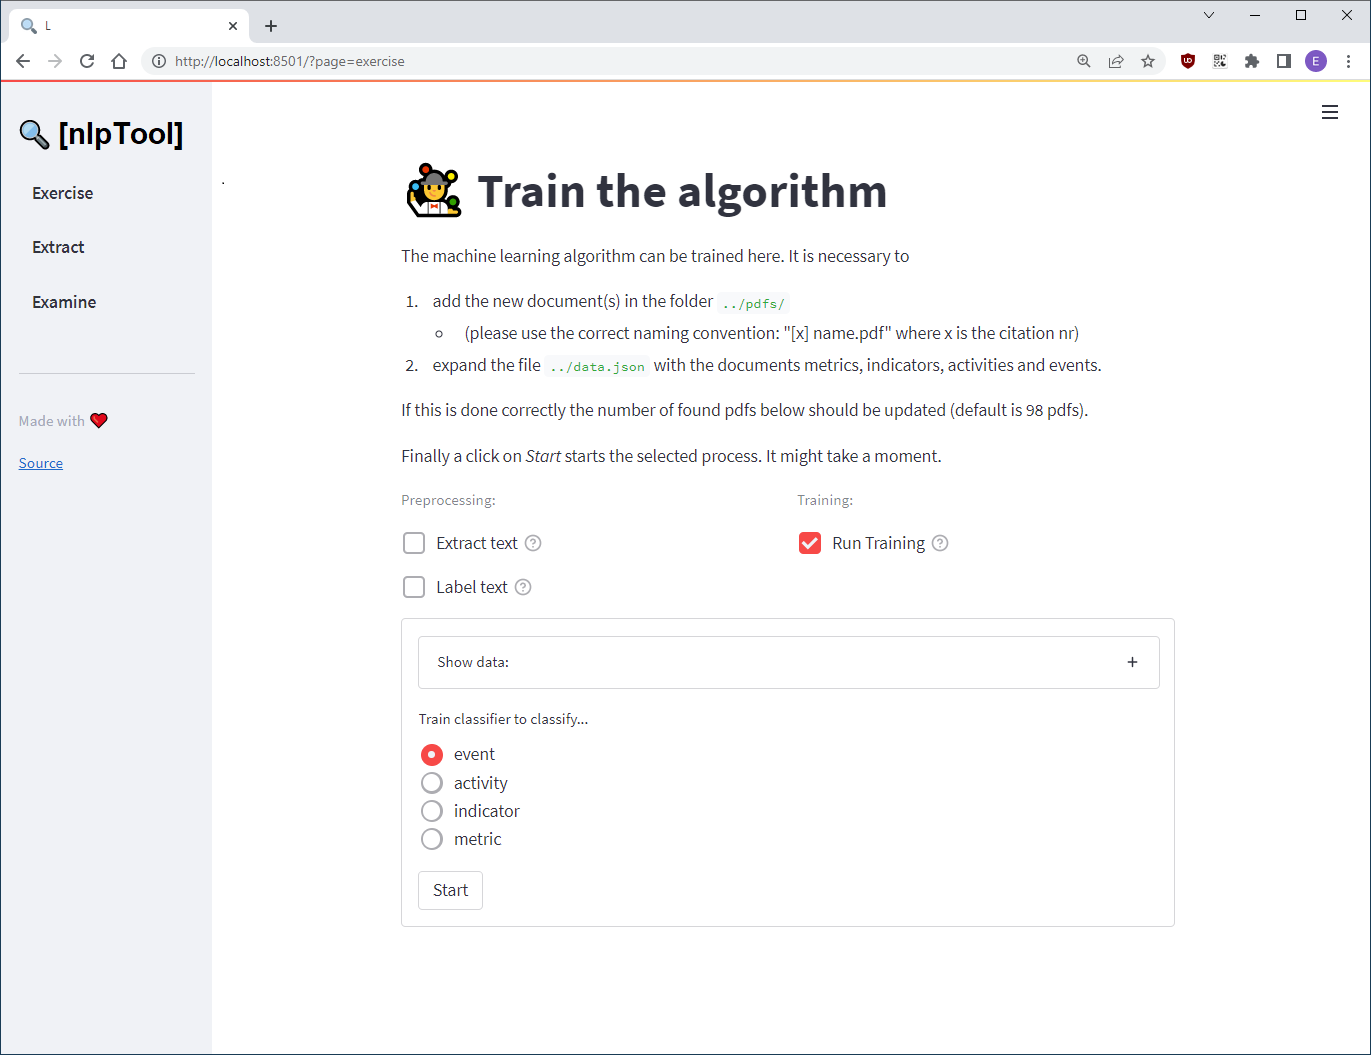 L
http://localhost:8501/?page=exercise
E
[nlpTool]
Exercise
Extract
Examine
Made with
Source
Train the algorithm
The machine learning algorithm can be trained here. It is necessary to
1. add the new document(s) in the folder ../pdfs/
(please use the correct naming convention: "[x] name.pdf" where x is the citation nr)
2. expand the file ../data.json with the documents metrics, indicators, activities and events.
If this is done correctly the number of found pdfs below should be updated (default is 98 pdfs).
Finally a click on Start starts the selected process. It might take a moment.
Preprocessing:
Training:
Extract text
Run Training
Label text
Show data:
Train classifier to classify...
event
activity
indicator
metric
Start